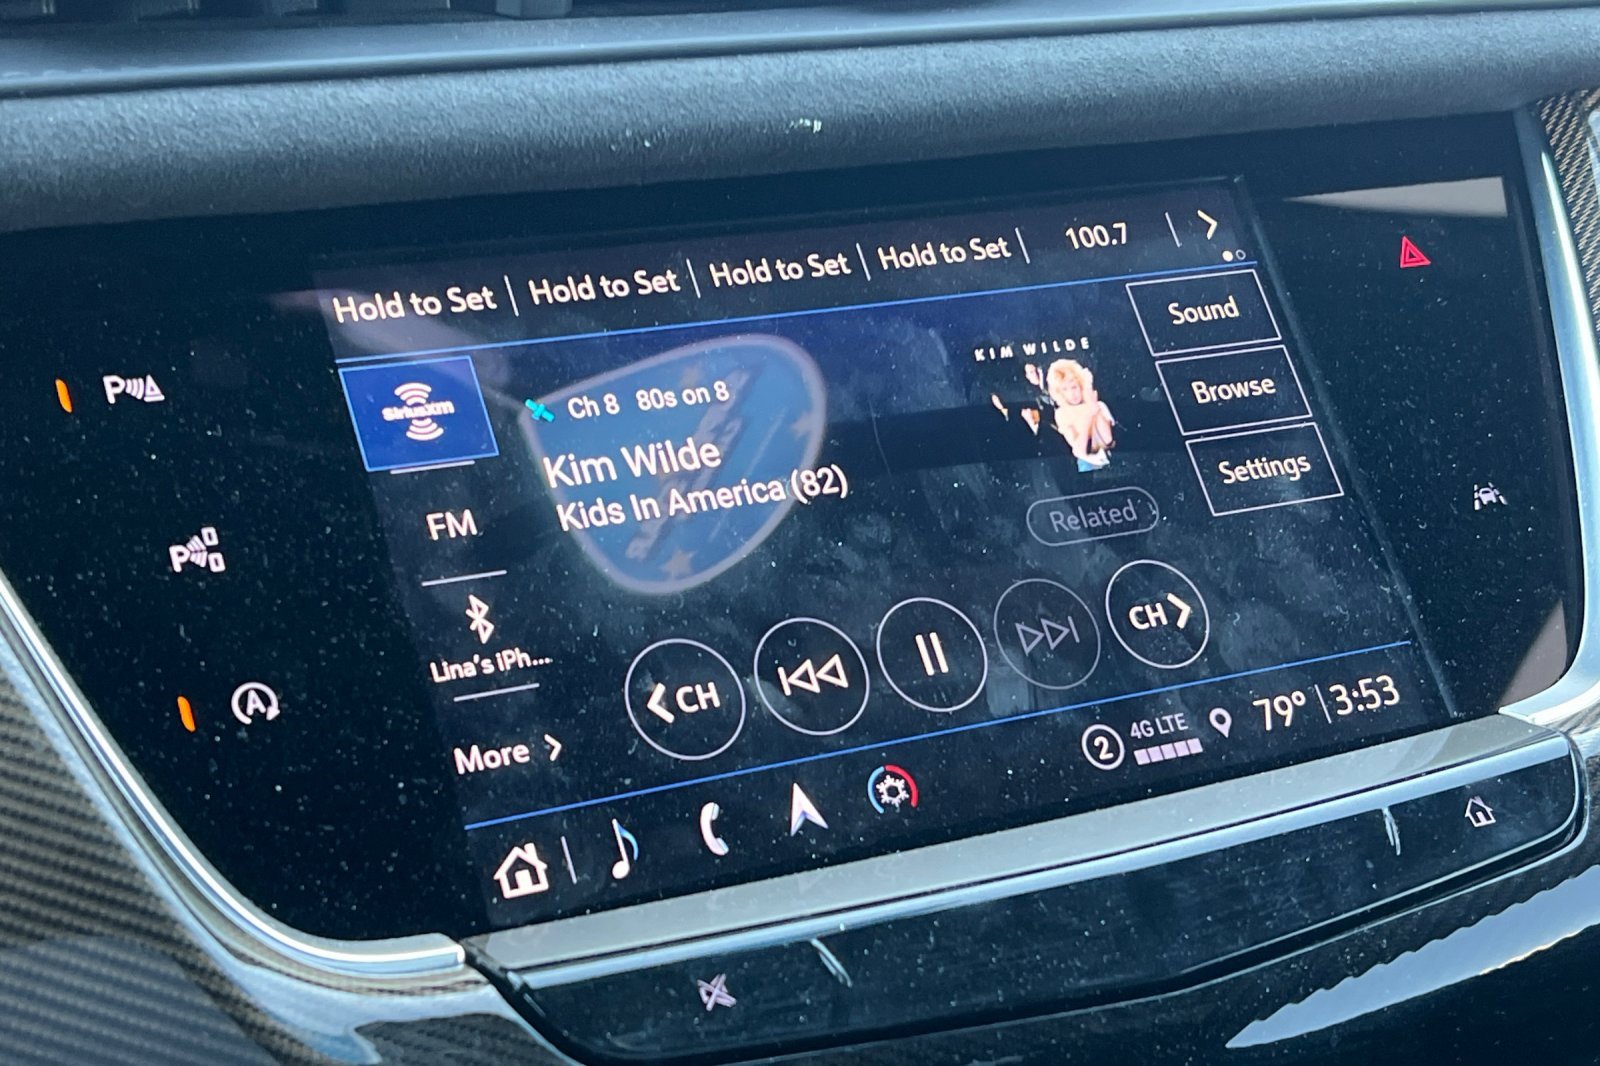 Hold to Set | Hold to Set | Hold to Set | Hold to Set | 100.7
SiriusXM
Ch 8 80s on 8
Kim Wilde
Kids In America (82)
KIM WILDE
Related
Sound
Browse
Settings
FM
Lina's iPh...
More
CH
CH
2 4G LTE 79° | 3:53
P
P
A